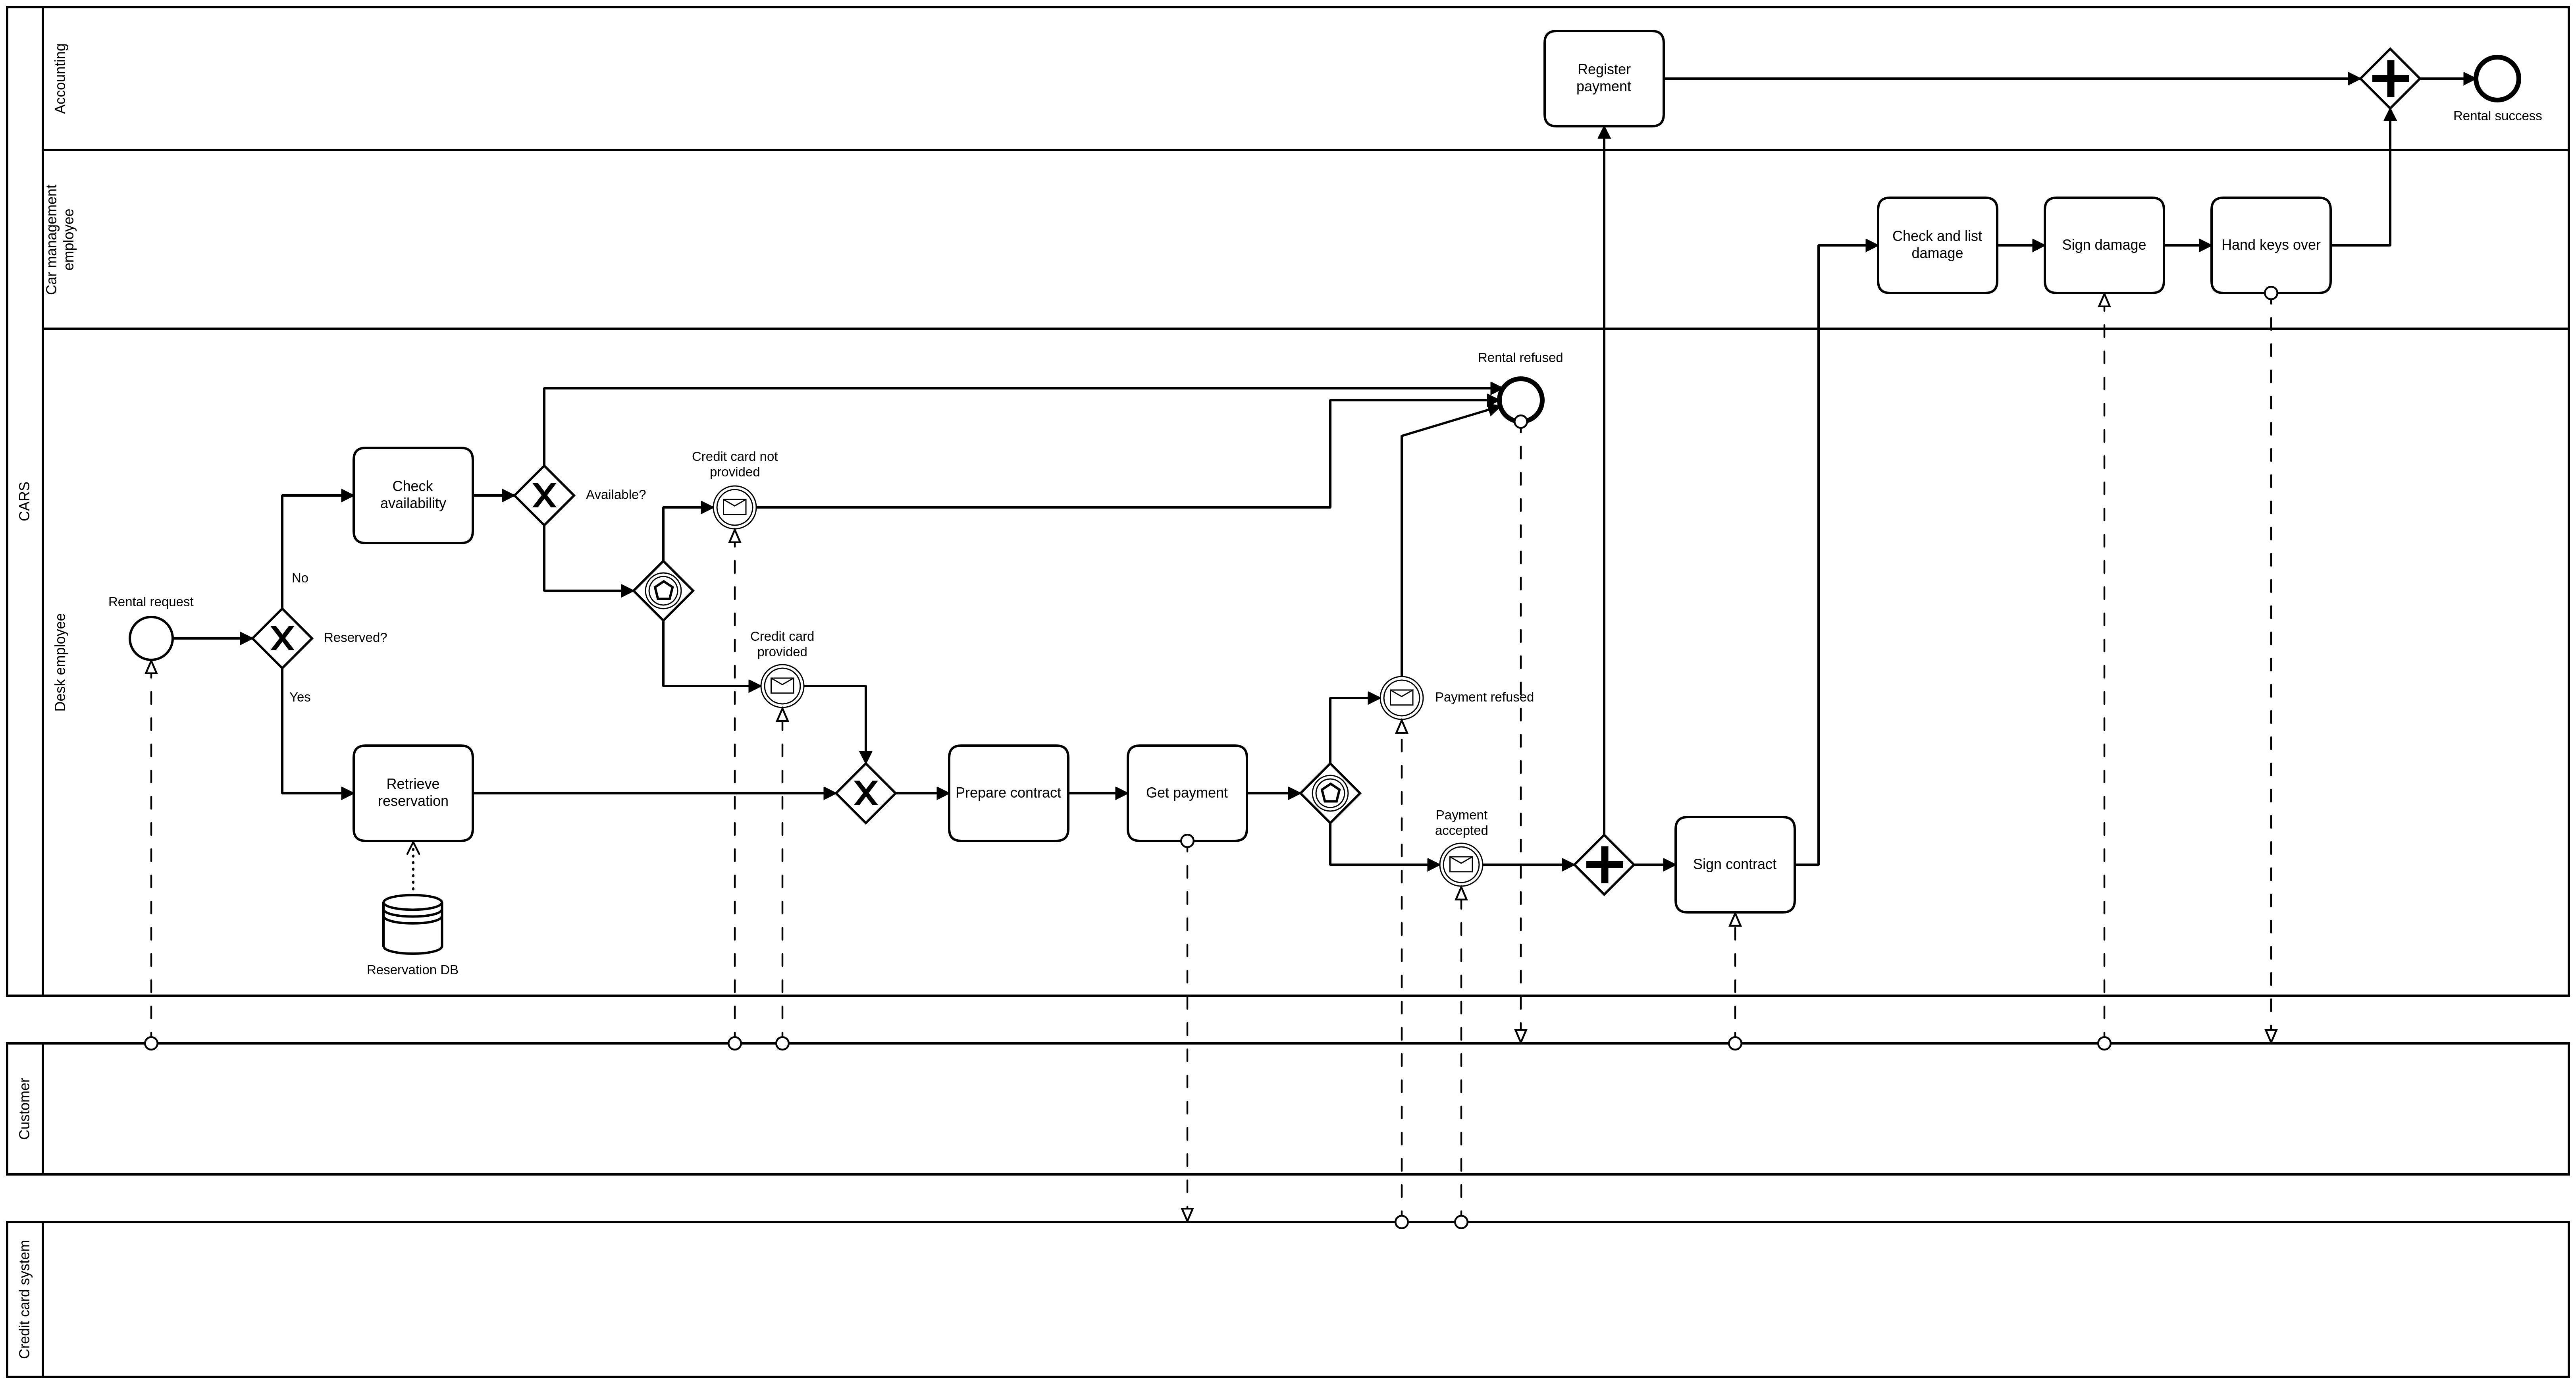 Accounting
Register
payment
Rental success
Car management
employee
Check and list
damage
Sign damage
Hand keys over
CARS
Desk employee
Rental refused
Credit card not
provided
Check
availability
Available?
No
Rental request
Reserved?
Credit card
provided
Yes
Payment refused
Retrieve
reservation
Prepare contract
Get payment
Payment
accepted
Sign contract
Reservation DB
Customer
Credit card system